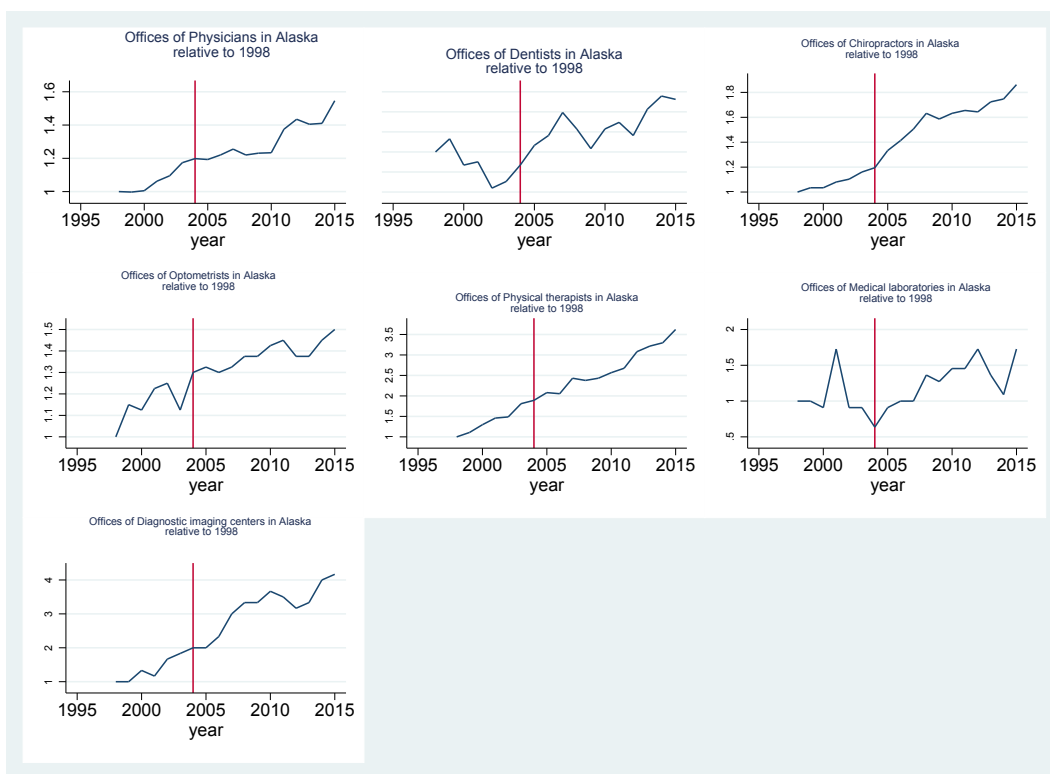 Offices of Physicians in Alaska
relative to 1998
1.6
1.4
1.2
1
1995 2000 2005 2010 2015
year
Offices of Dentists in Alaska
relative to 1998
1995 2000 2005 2010 2015
year
Offices of Chiropractors in Alaska
relative to 1998
1.8
1.6
1.4
1.2
1
1995 2000 2005 2010 2015
year
Offices of Optometrists in Alaska
relative to 1998
1.5
1.4
1.3
1.2
1.1
1
1995 2000 2005 2010 2015
year
Offices of Physical therapists in Alaska
relative to 1998
3.5
3
2.5
2
1.5
1
1995 2000 2005 2010 2015
year
Offices of Medical laboratories in Alaska
relative to 1998
2
1.5
1
.5
1995 2000 2005 2010 2015
year
Offices of Diagnostic imaging centers in Alaska
relative to 1998
4
3
2
1
1995 2000 2005 2010 2015
year